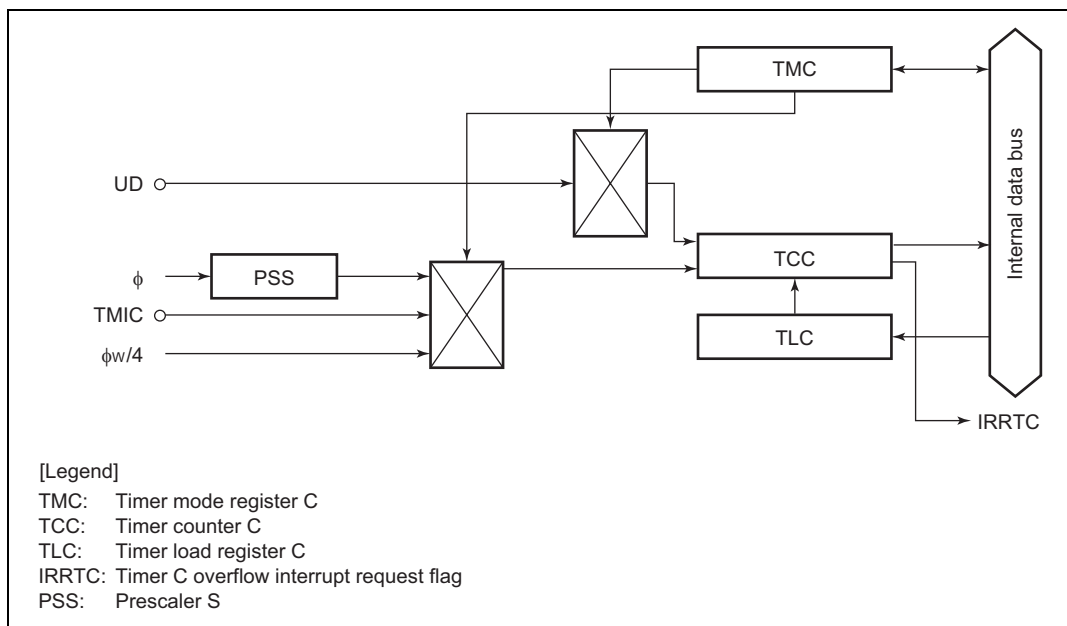 TMC
UD
TCC
φ
PSS
TMIC
TLC
φw/4
Internal data bus
IRRTC
[Legend]
TMC: Timer mode register C
TCC: Timer counter C
TLC: Timer load register C
IRRTC: Timer C overflow interrupt request flag
PSS: Prescaler S